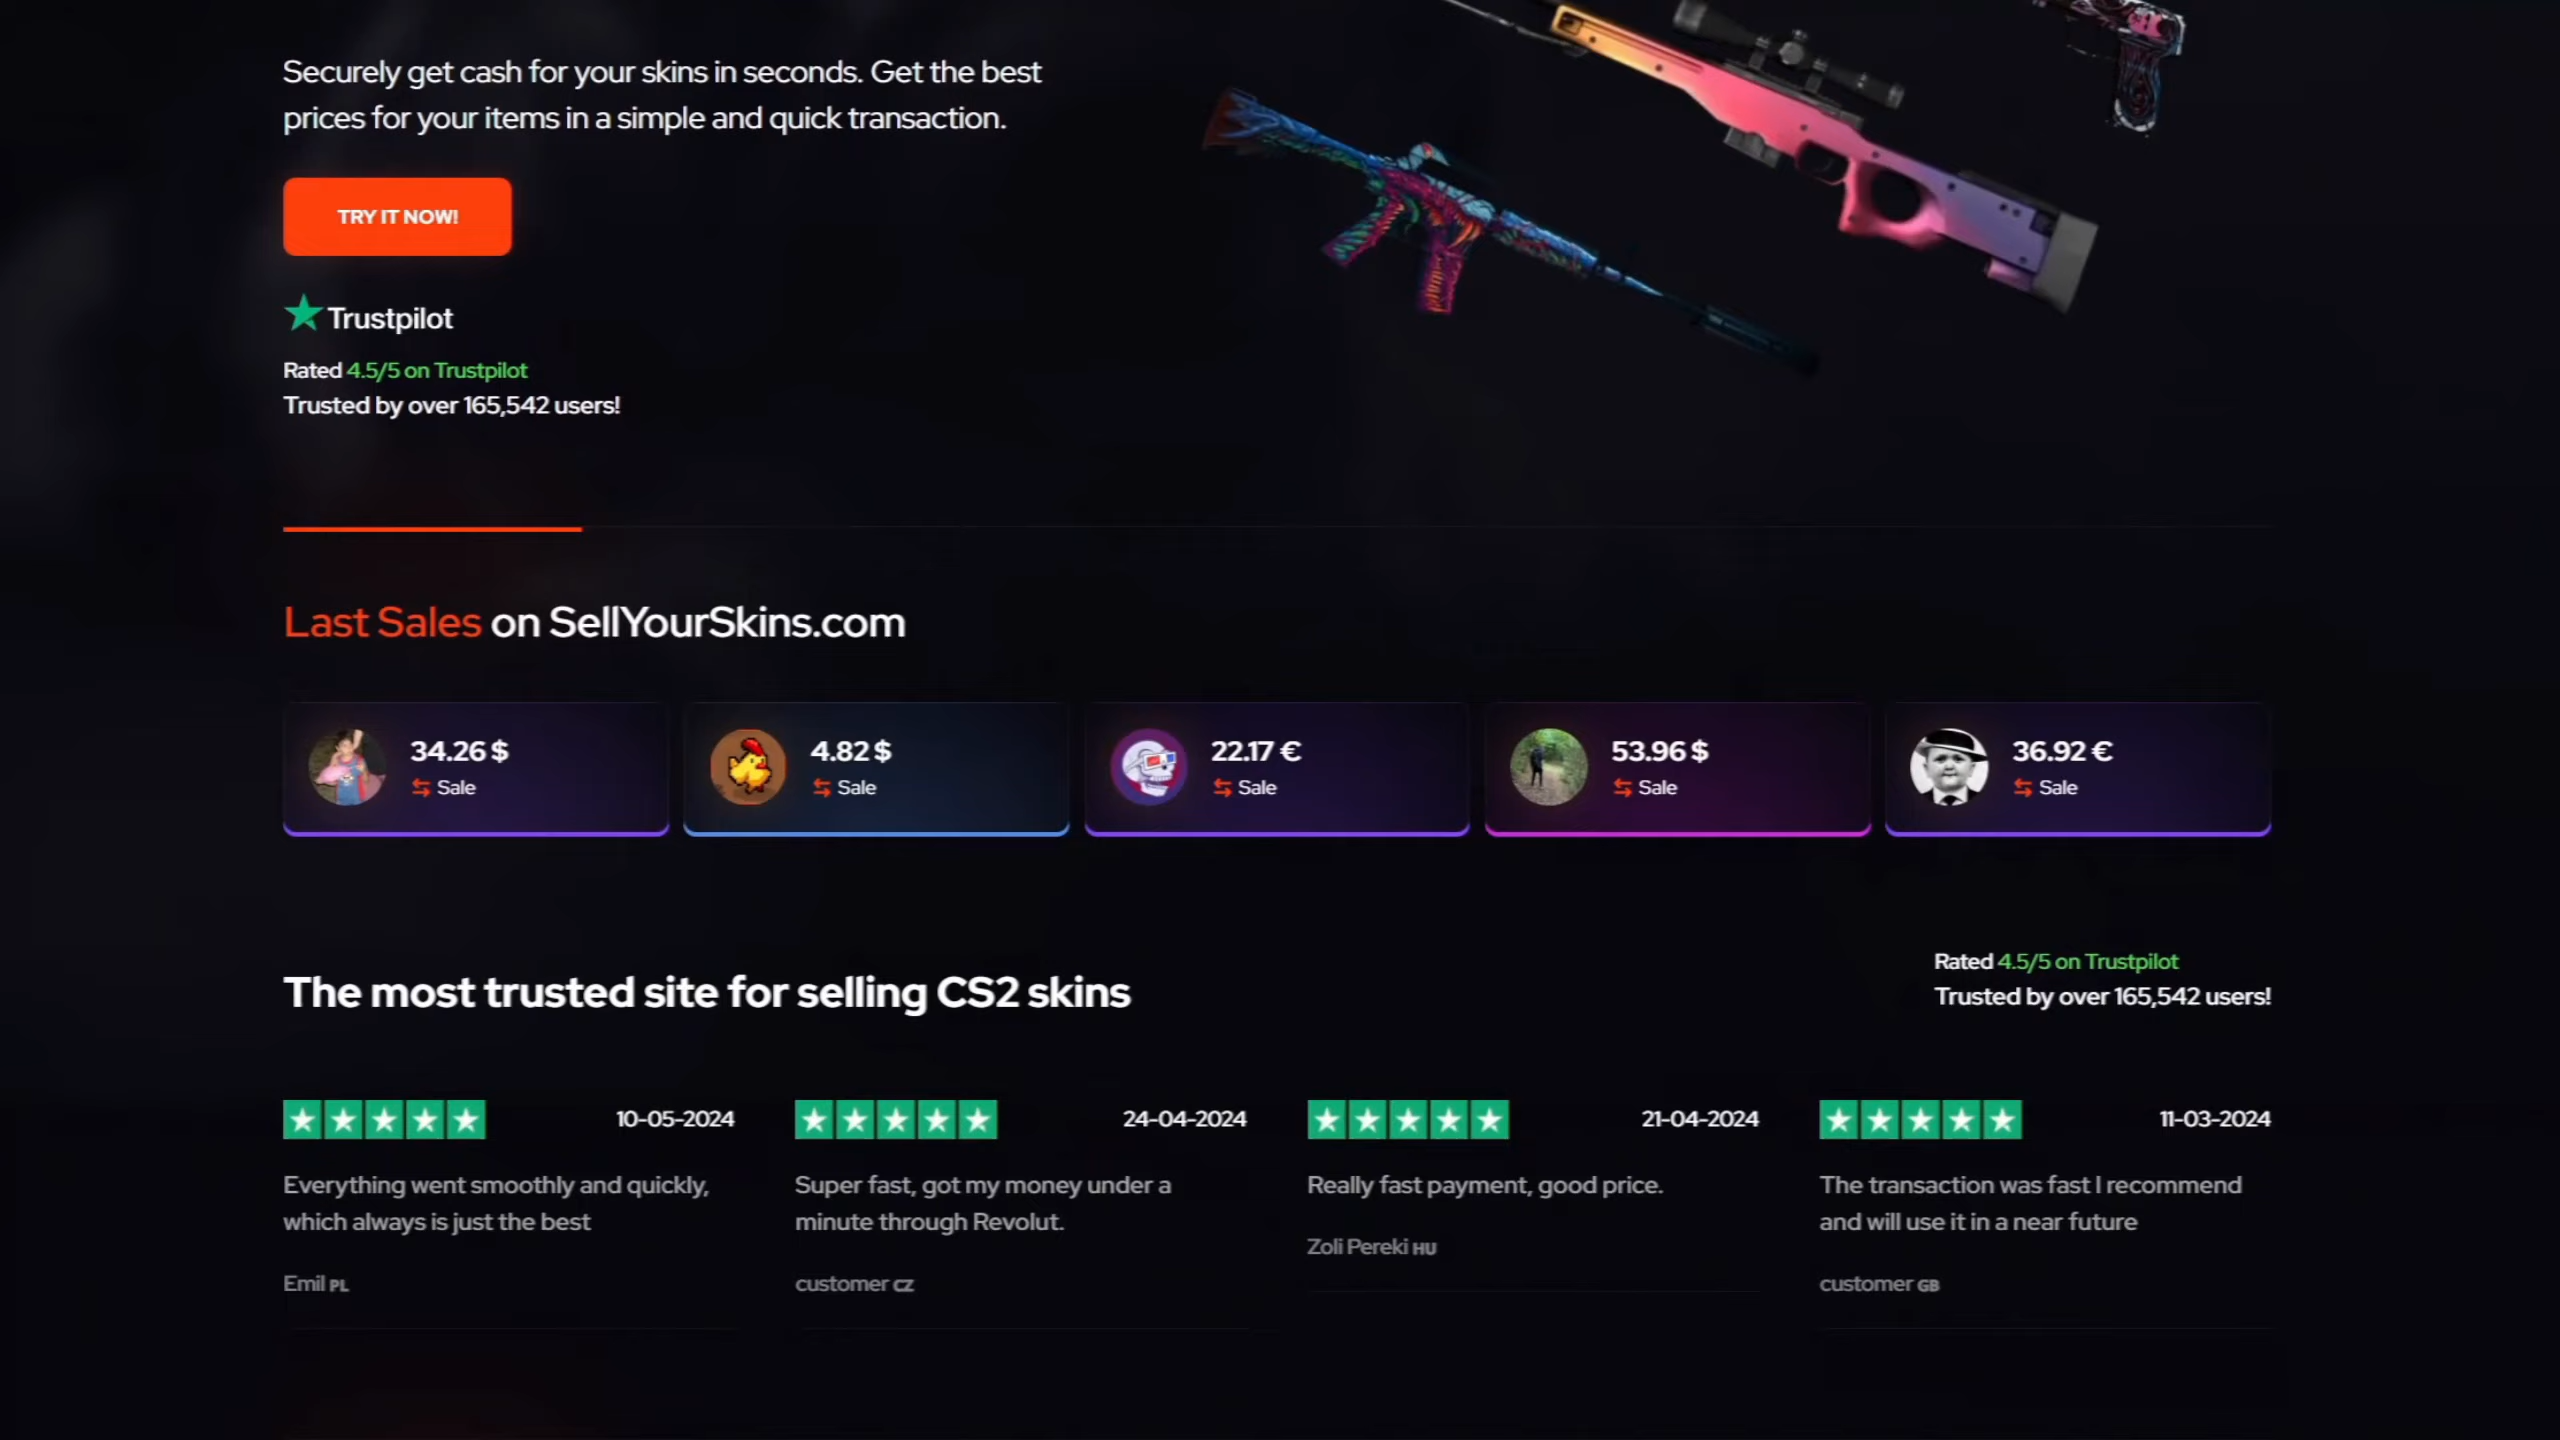 Securely get cash for your skins in seconds. Get the best
prices for your items in a simple and quick transaction.
TRY IT NOW!
Trustpilot
Rated 4.5/5 on Trustpilot
Trusted by over 165,542 users!
Last Sales on SellYourSkins.com
34.26 $
Sale
4.82 $
Sale
22.17 €
Sale
53.96 $
Sale
36.92 €
Sale
The most trusted site for selling CS2 skins
Rated 4.5/5 on Trustpilot
Trusted by over 165,542 users!
10-05-2024
Everything went smoothly and quickly,
which always is just the best
Emil PL
24-04-2024
Super fast, got my money under a
minute through Revolut.
customer CZ
21-04-2024
Really fast payment, good price.
Zoli Pereki HU
11-03-2024
The transaction was fast I recommend
and will use it in a near future
customer GB